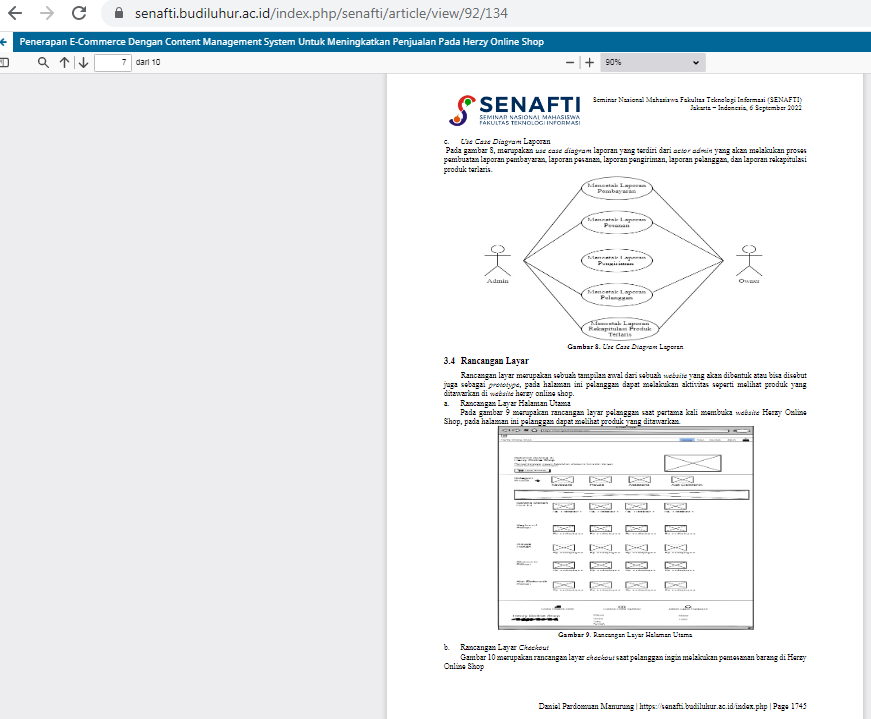 senafti.budiluhur.ac.id/index.php/senafti/article/view/92/134
Penerapan E-Commerce Dengan Content Management System Untuk Meningkatkan Penjualan Pada Herzy Online Shop
7 dari 10
90%
SENAFTI
SEMINAR NASIONAL MAHASISWA
FAKULTAS TEKNOLOGI INFORMASI
Seminar Nasional Mahasiswa Fakultas Teknologi Informasi (SENAFTI)
Jakarta – Indonesia, 6 September 2022
c. Use Case Diagram Laporan
Pada gambar 8, merupakan use case diagram laporan yang terdiri dari actor admin yang akan melakukan proses
pembuatan laporan pembayaran, laporan pesanan, laporan pengiriman, laporan pelanggan, dan laporan rekapitulasi
produk terlaris.
Mencetak Laporan
Pembayaran
Mencetak Laporan
Pesanan
Mencetak Laporan
Pengiriman
Mencetak Laporan
Pelanggan
Mencetak Laporan
Rekapitulasi Produk
Terlaris
Admin
Owner
Gambar 8. Use Case Diagram Laporan
3.4 Rancangan Layar
Rancangan layar merupakan sebuah tampilan awal dari sebuah website yang akan dibentuk atau bisa disebut
juga sebagai prototype, pada halaman ini pelanggan dapat melakukan aktivitas seperti melihat produk yang
ditawarkan di website herzy online shop.
a. Rancangan Layar Halaman Utama
Pada gambar 9 merupakan rancangan layar pelanggan saat pertama kali membuka website Herzy Online
Shop, pada halaman ini pelanggan dapat melihat produk yang ditawarkan.
Gambar 9. Rancangan Layar Halaman Utama
b. Rancangan Layar Checkout
Gambar 10 merupakan rancangan layar checkout saat pelanggan ingin melakukan pemesanan barang di Herzy
Online Shop
Daniel Pardomuan Manurung | https://senafti.budiluhur.ac.id/index.php | Page 1745